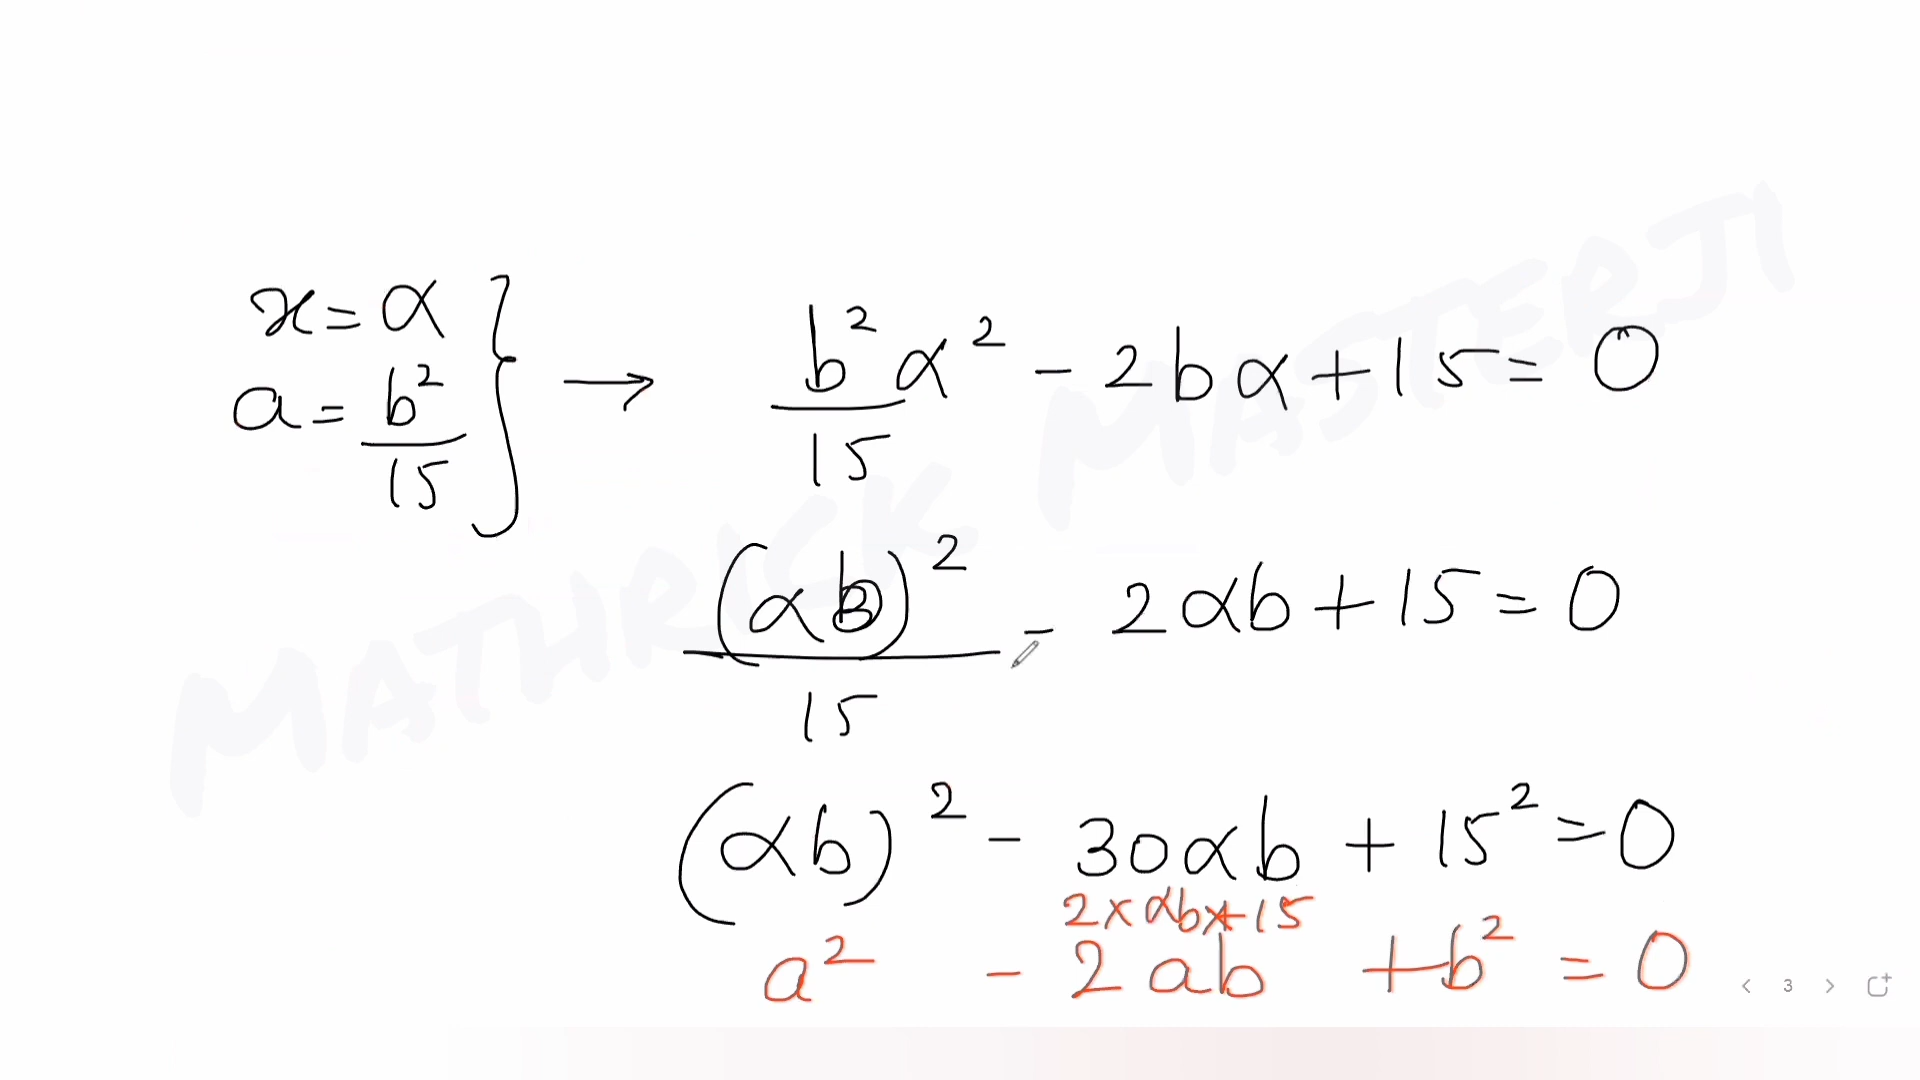 x = α
a = b²/15 } → b²/15 α² - 2bα + 15 = 0
(αb)²/15 - 2αb + 15 = 0
(αb)² - 30αb + 15² = 0
2 x αb x 15
a² - 2ab + b² = 0
MATHRICK MASTERJI
3